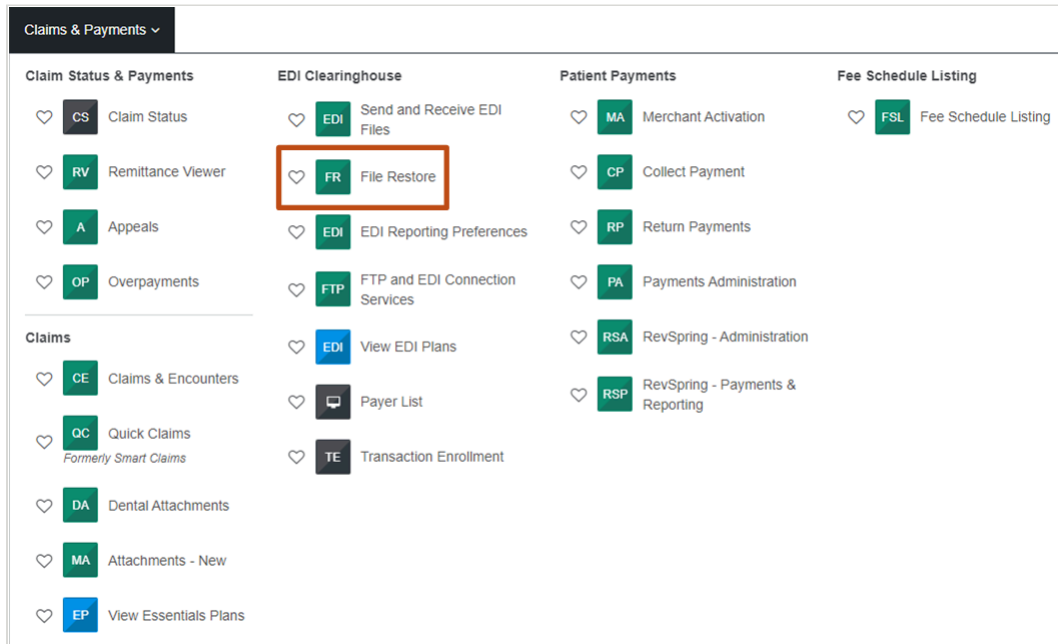 Claims & Payments
Claim Status & Payments
CS Claim Status
RV Remittance Viewer
A Appeals
OP Overpayments
Claims
CE Claims & Encounters
QC Quick Claims
Formerly Smart Claims
DA Dental Attachments
MA Attachments - New
EP View Essentials Plans
EDI Clearinghouse
EDI Send and Receive EDI
Files
FR File Restore
EDI EDI Reporting Preferences
FTP FTP and EDI Connection
Services
EDI View EDI Plans
Payer List
TE Transaction Enrollment
Patient Payments
MA Merchant Activation
CP Collect Payment
RP Return Payments
PA Payments Administration
RSA RevSpring - Administration
RSP RevSpring - Payments &
Reporting
Fee Schedule Listing
FSL Fee Schedule Listing